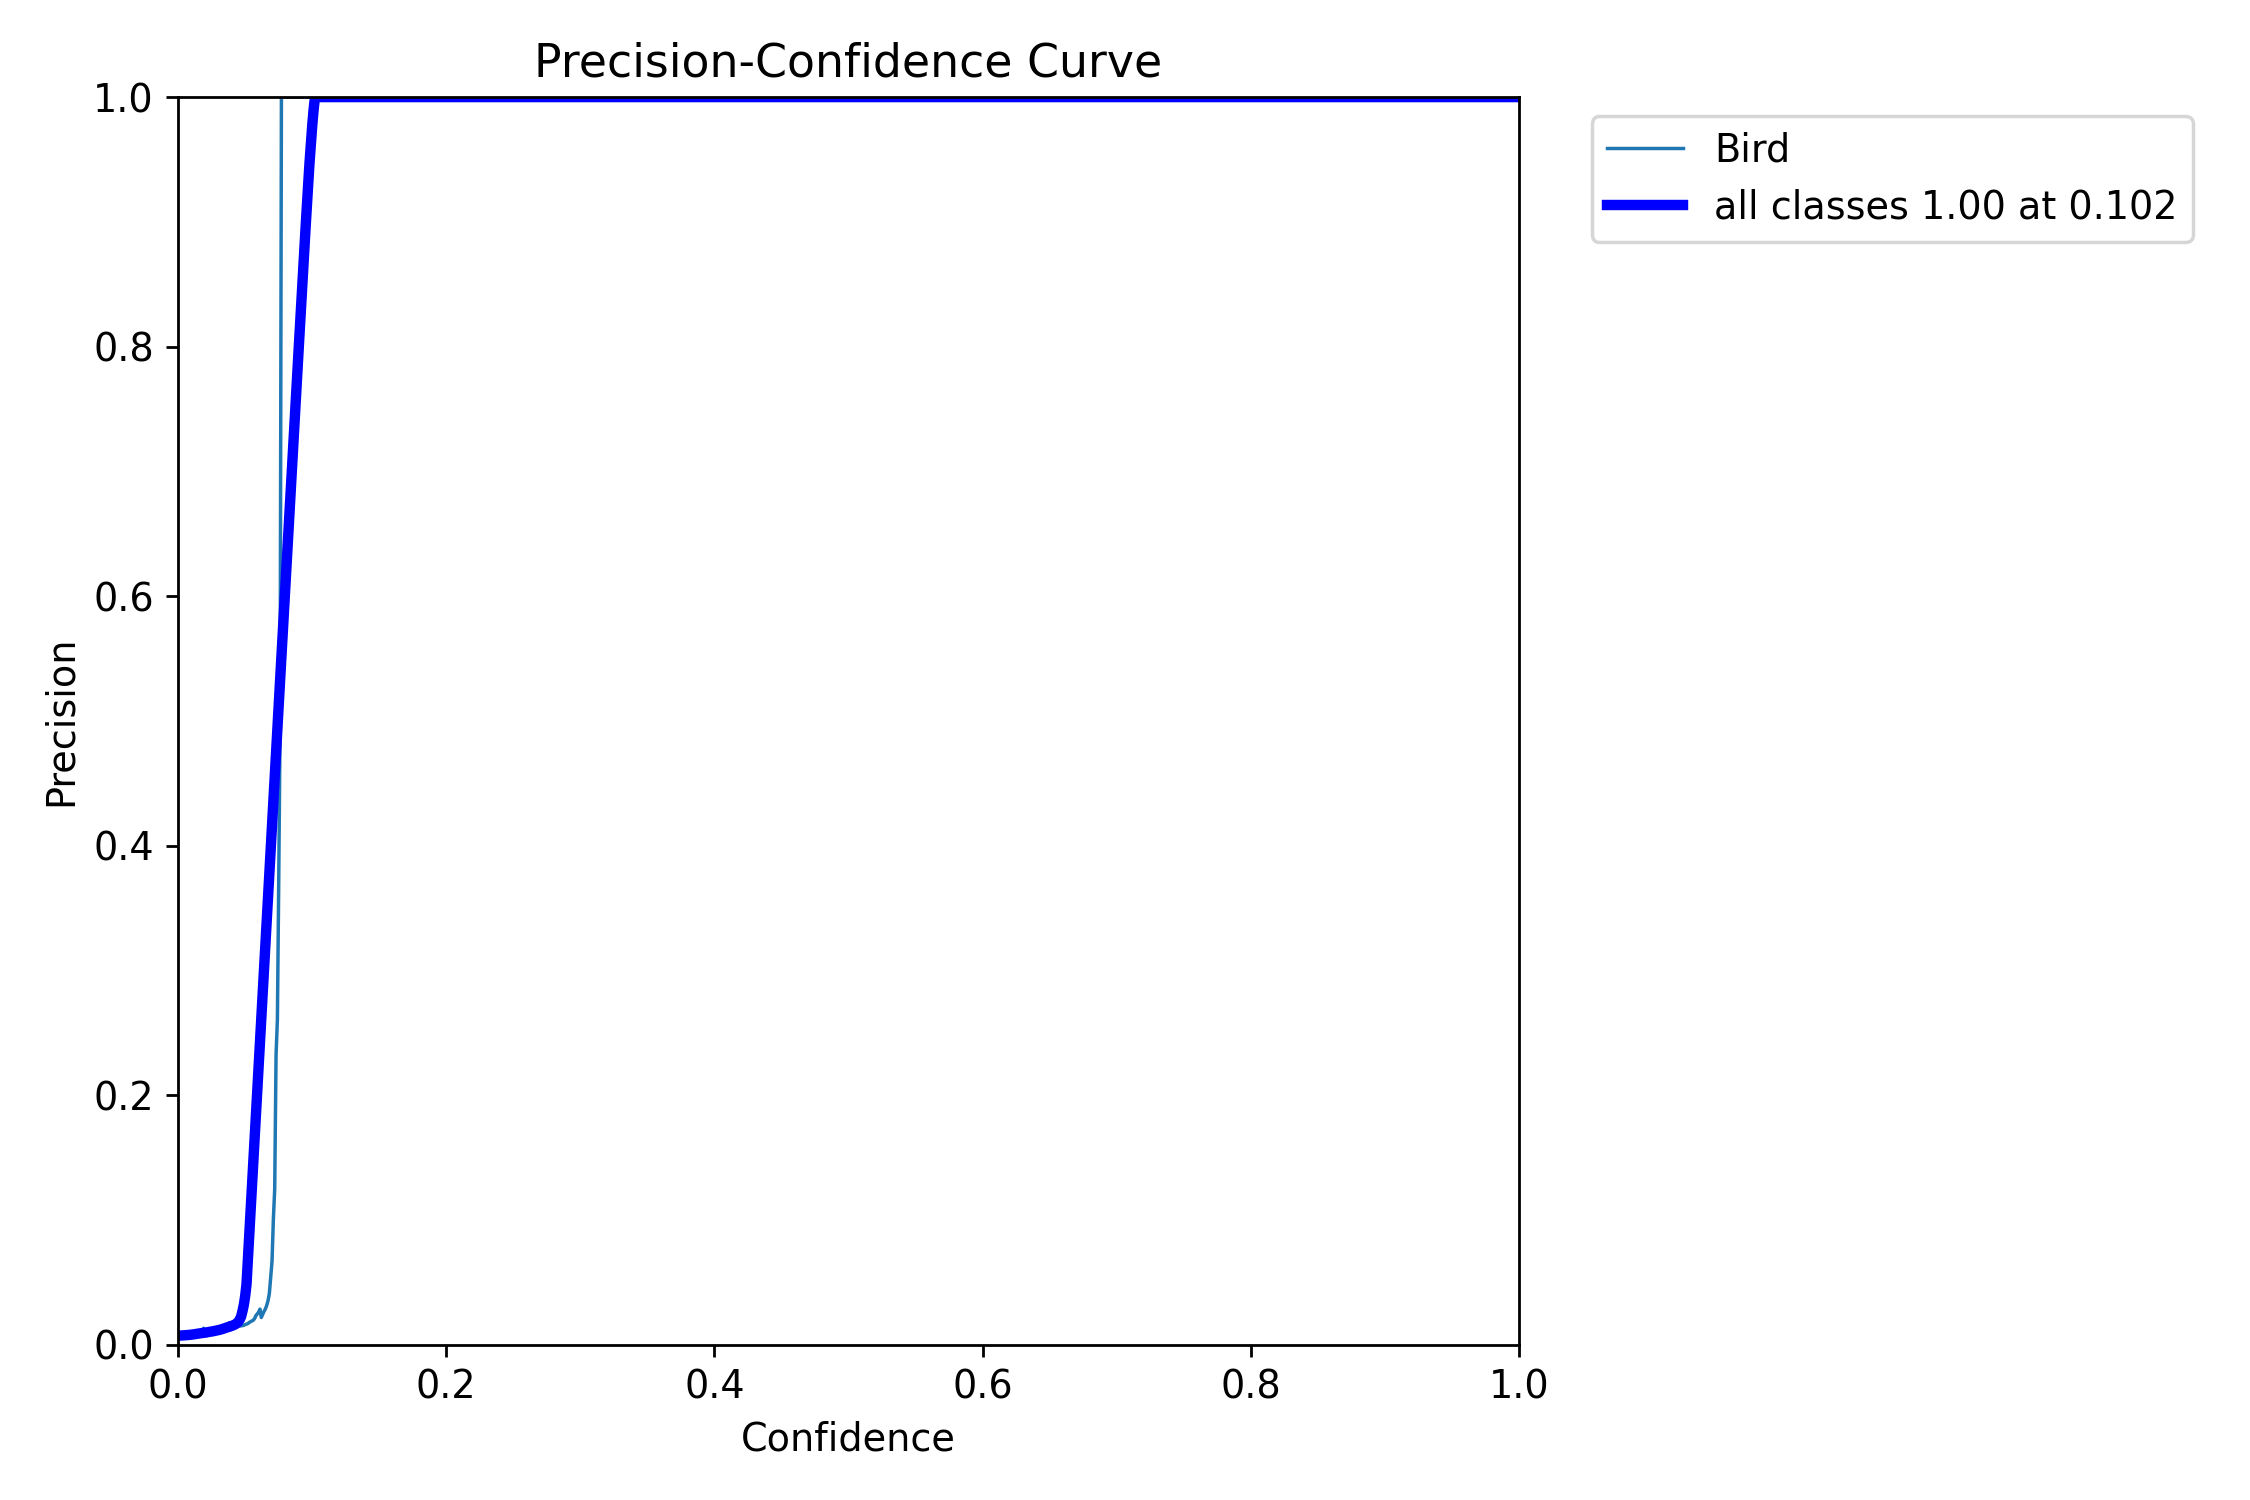 Precision-Confidence Curve
1.0
0.8
0.6
0.4
0.2
0.0
Precision
0.0 0.2 0.4 0.6 0.8 1.0
Confidence
Bird
all classes 1.00 at 0.102